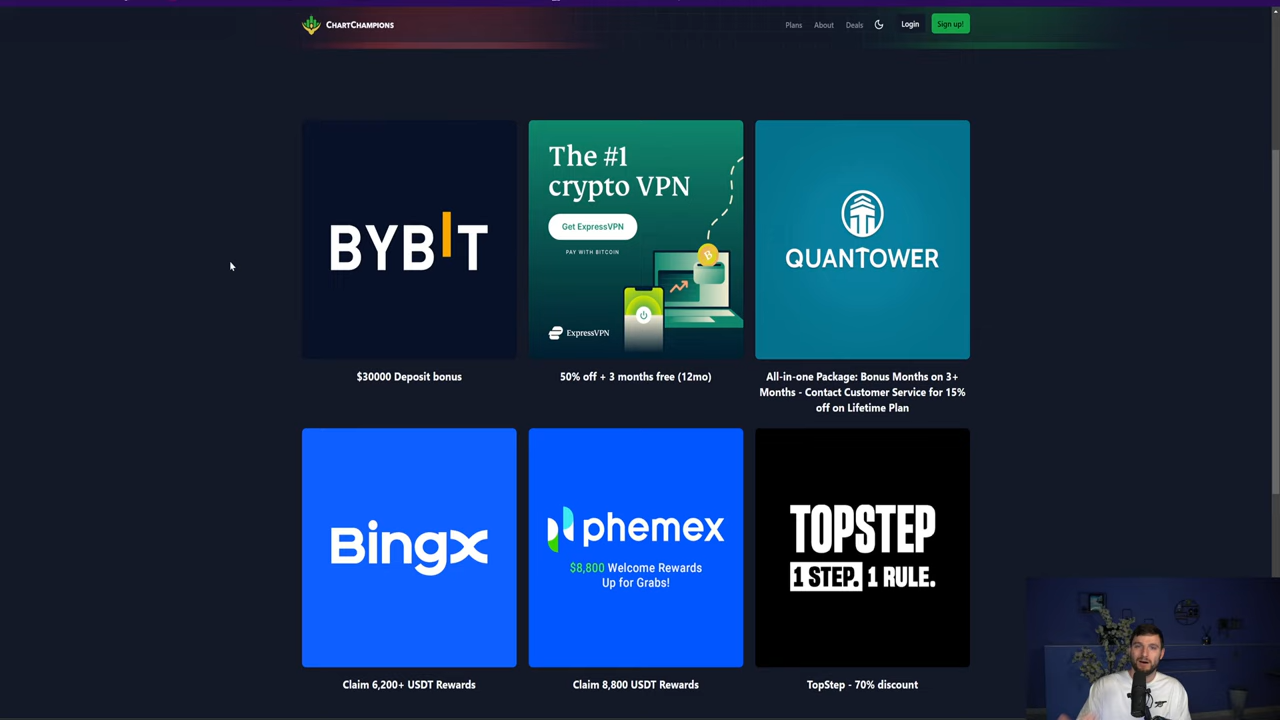 ChartChampions
Plans
About
Deals
Login
Sign up!
BYBIT
$30000 Deposit bonus
The #1
crypto VPN
Get ExpressVPN
PAY WITH BITCOIN
ExpressVPN
50% off + 3 months free (12mo)
QUANTOWER
All-in-one Package: Bonus Months on 3+
Months - Contact Customer Service for 15%
off on Lifetime Plan
BingX
Claim 6,200+ USDT Rewards
phemex
$8,800 Welcome Rewards
Up for Grabs!
Claim 8,800 USDT Rewards
TOPSTEP
1 STEP. 1 RULE.
TopStep - 70% discount